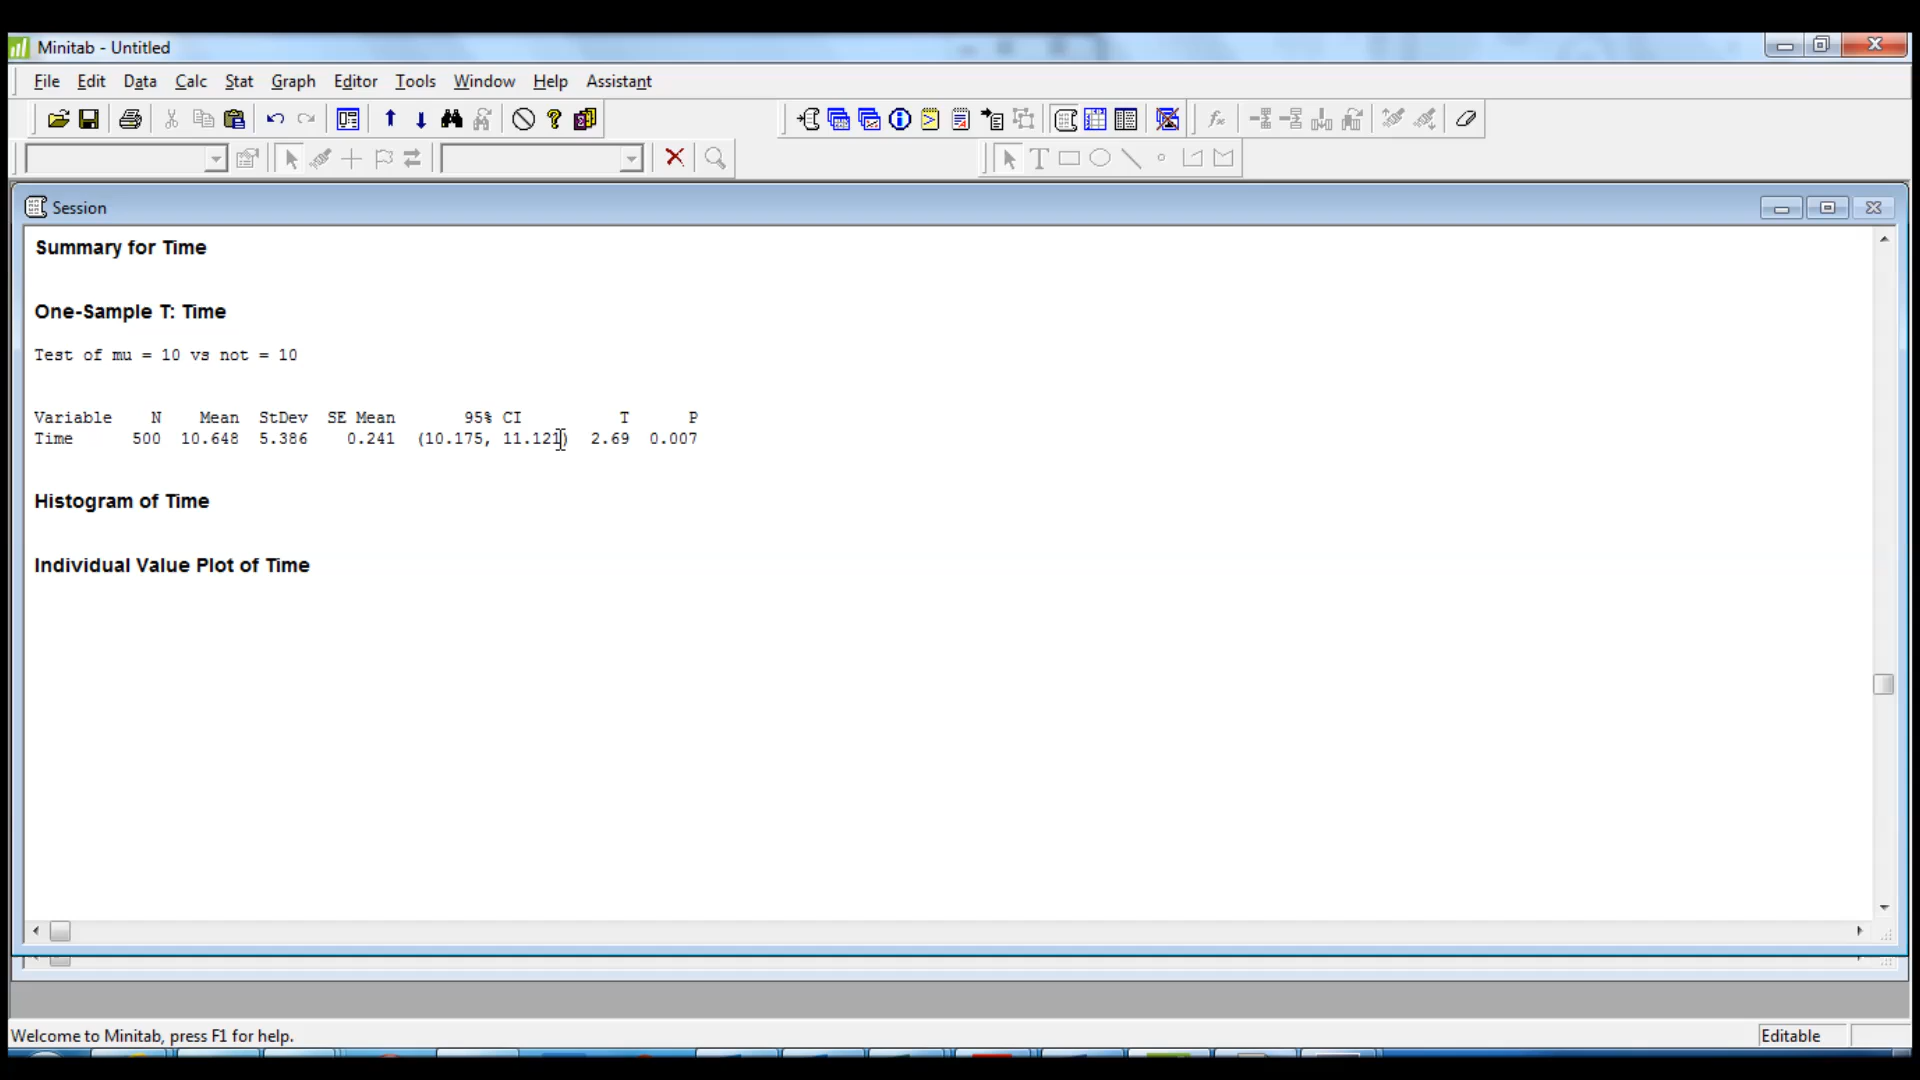 Minitab - Untitled
File Edit Data Calc Stat Graph Editor Tools Window Help Assistant
Session
Summary for Time
One-Sample T: Time
Test of mu = 10 vs not = 10
Variable N Mean StDev SE Mean 95% CI T P
Time 500 10.648 5.386 0.241 (10.175, 11.121) 2.69 0.007
Histogram of Time
Individual Value Plot of Time
Welcome to Minitab, press F1 for help.
Editable